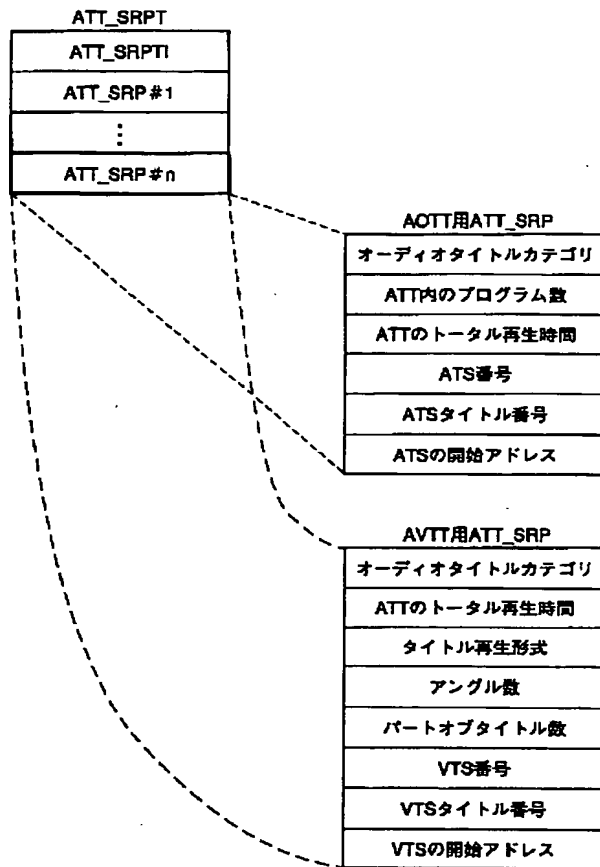 ATT_SRPT
ATT_SRPTI
ATT_SRP#1
⋮
ATT_SRP#n
AOTT用ATT_SRP
オーディオタイトルカテゴリ
ATT内のプログラム数
ATTのトータル再生時間
ATS番号
ATSタイトル番号
ATSの開始アドレス
AVTT用ATT_SRP
オーディオタイトルカテゴリ
ATTのトータル再生時間
タイトル再生形式
アングル数
パートオブタイトル数
VTS番号
VTSタイトル番号
VTSの開始アドレス